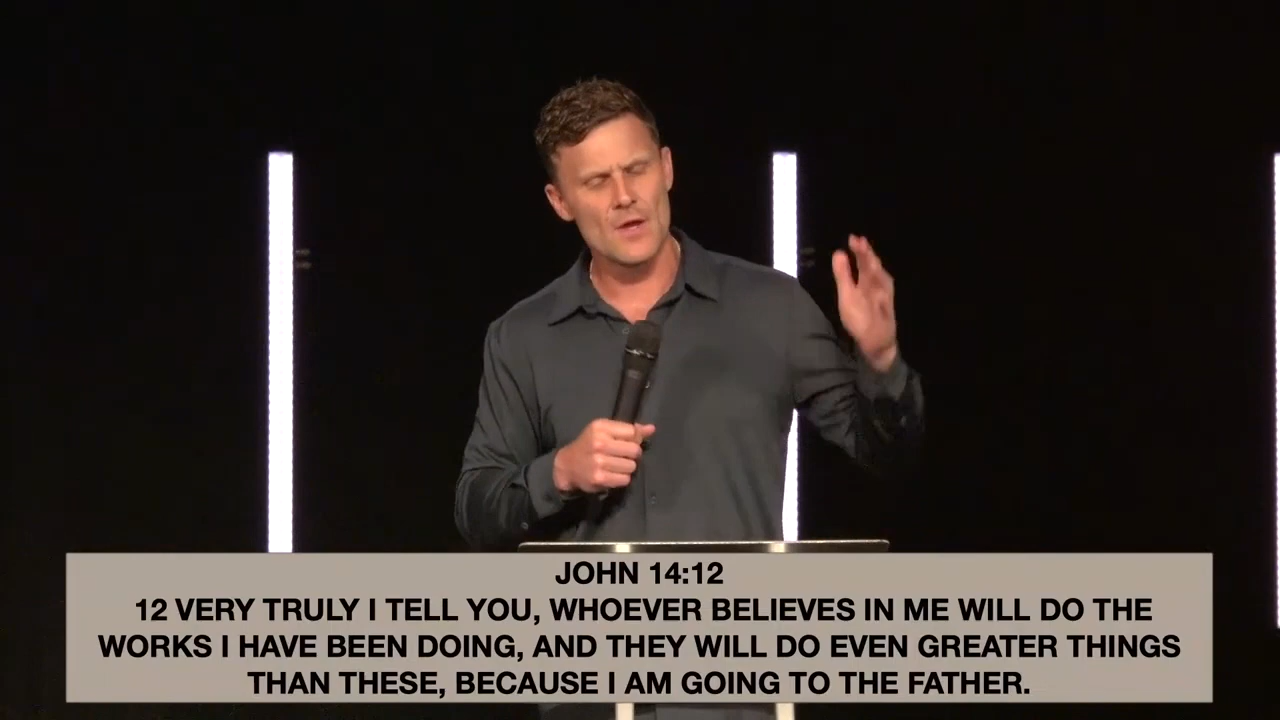 JOHN 14:12
12 VERY TRULY I TELL YOU, WHOEVER BELIEVES IN ME WILL DO THE
WORKS I HAVE BEEN DOING, AND THEY WILL DO EVEN GREATER THINGS
THAN THESE, BECAUSE I AM GOING TO THE FATHER.